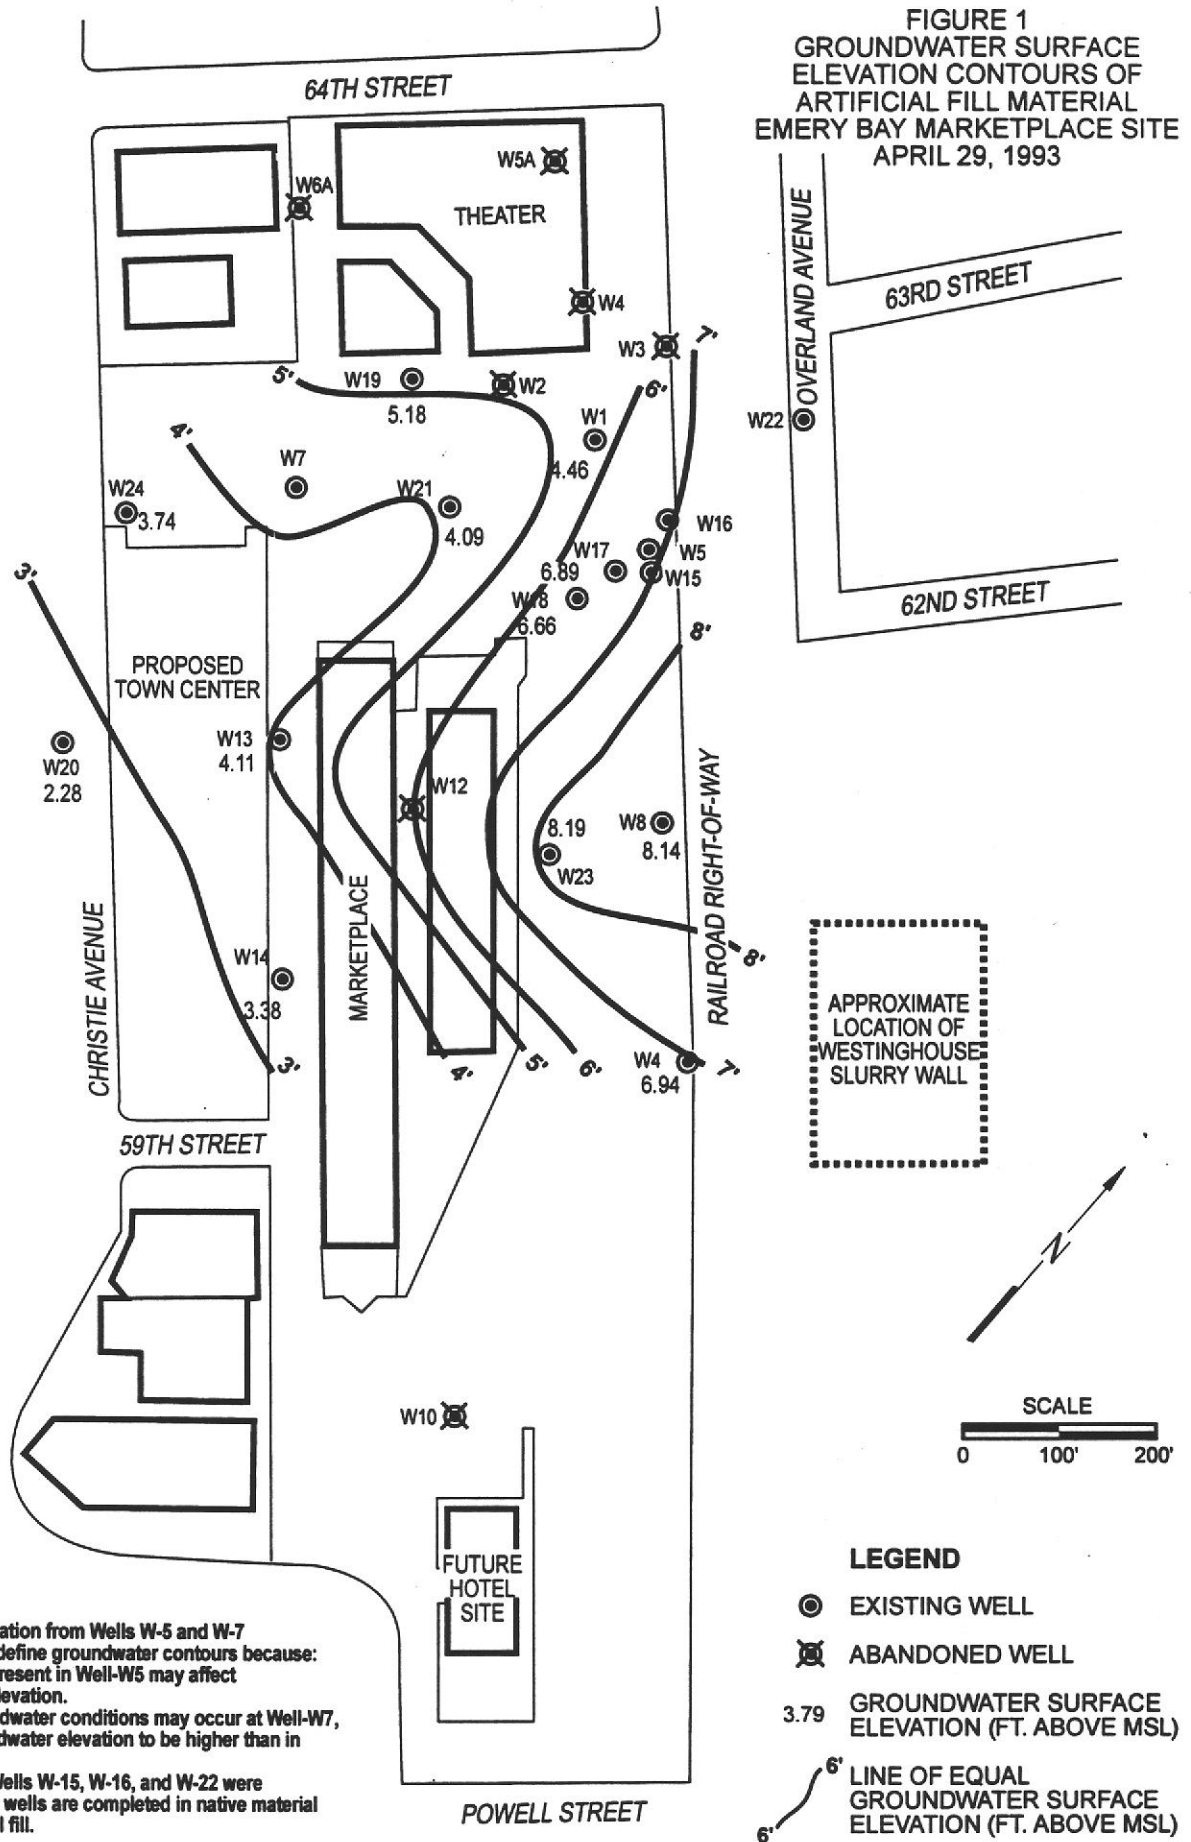 FIGURE 1
GROUNDWATER SURFACE
ELEVATION CONTOURS OF
ARTIFICIAL FILL MATERIAL
EMERY BAY MARKETPLACE SITE
APRIL 29, 1993
64TH STREET
W5A
W6A
THEATER
OVERLAND AVENUE
63RD STREET
W4
W3
7'
5'
W19
W2
6'
5.18
W1
W22
4'
4.46
W7
W24
W21
3.74
4.09
W16
W17
W5
6.89
W15
3'
W18
6.66
62ND STREET
8'
PROPOSED
TOWN CENTER
W13
4.11
W20
2.28
W12
8.19
W8
8.14
W23
RAILROAD RIGHT-OF-WAY
MARKETPLACE
CHRISTIE AVENUE
W14
3.38
8'
APPROXIMATE
LOCATION OF
WESTINGHOUSE
SLURRY WALL
3'
4'
5'
6'
W4
7'
6.94
59TH STREET
N
SCALE
0 100' 200'
W10
FUTURE
HOTEL
SITE
LEGEND
EXISTING WELL
ABANDONED WELL
3.79 GROUNDWATER SURFACE
ELEVATION (FT. ABOVE MSL)
6' LINE OF EQUAL
GROUNDWATER SURFACE
6' ELEVATION (FT. ABOVE MSL)
ation from Wells W-5 and W-7
define groundwater contours because:
resent in Well-W5 may affect
levation.
dwater conditions may occur at Well-W7,
dwater elevation to be higher than in
Wells W-15, W-16, and W-22 were
wells are completed in native material
l fill.
POWELL STREET